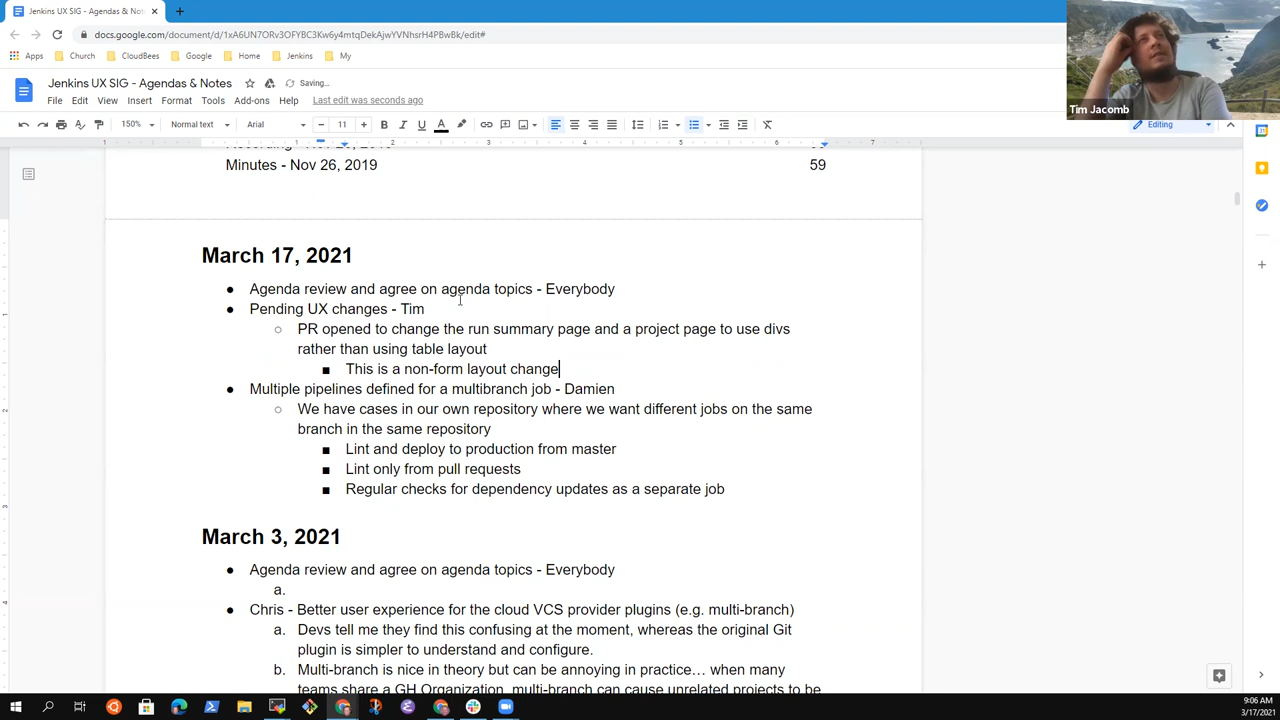 Jenkins UX SIG - Agendas & Notes
docs.google.com/document/d/1xA6UN7ORv3OFYBC3Kw6y4mtqDekAjwYVNhsrH4PBwBk/edit#
Apps Church CloudBees Google Home Jenkins My
Jenkins UX SIG - Agendas & Notes Saving...
File Edit View Insert Format Tools Add-ons Help Last edit was seconds ago
Tim Jacomb
150% Normal text Arial 11 Editing
1 1 2 3 4 5 6 7
Minutes - Nov 26, 2019 59
March 17, 2021
● Agenda review and agree on agenda topics - Everybody
● Pending UX changes - Tim
○ PR opened to change the run summary page and a project page to use divs
rather than using table layout
■ This is a non-form layout change
● Multiple pipelines defined for a multibranch job - Damien
○ We have cases in our own repository where we want different jobs on the same
branch in the same repository
■ Lint and deploy to production from master
■ Lint only from pull requests
■ Regular checks for dependency updates as a separate job
March 3, 2021
● Agenda review and agree on agenda topics - Everybody
a.
● Chris - Better user experience for the cloud VCS provider plugins (e.g. multi-branch)
a. Devs tell me they find this confusing at the moment, whereas the original Git
plugin is simpler to understand and configure.
b. Multi-branch is nice in theory but can be annoying in practice… when many
teams share a GH Organization, multi-branch can cause unrelated projects to be
9:06 AM
3/17/2021